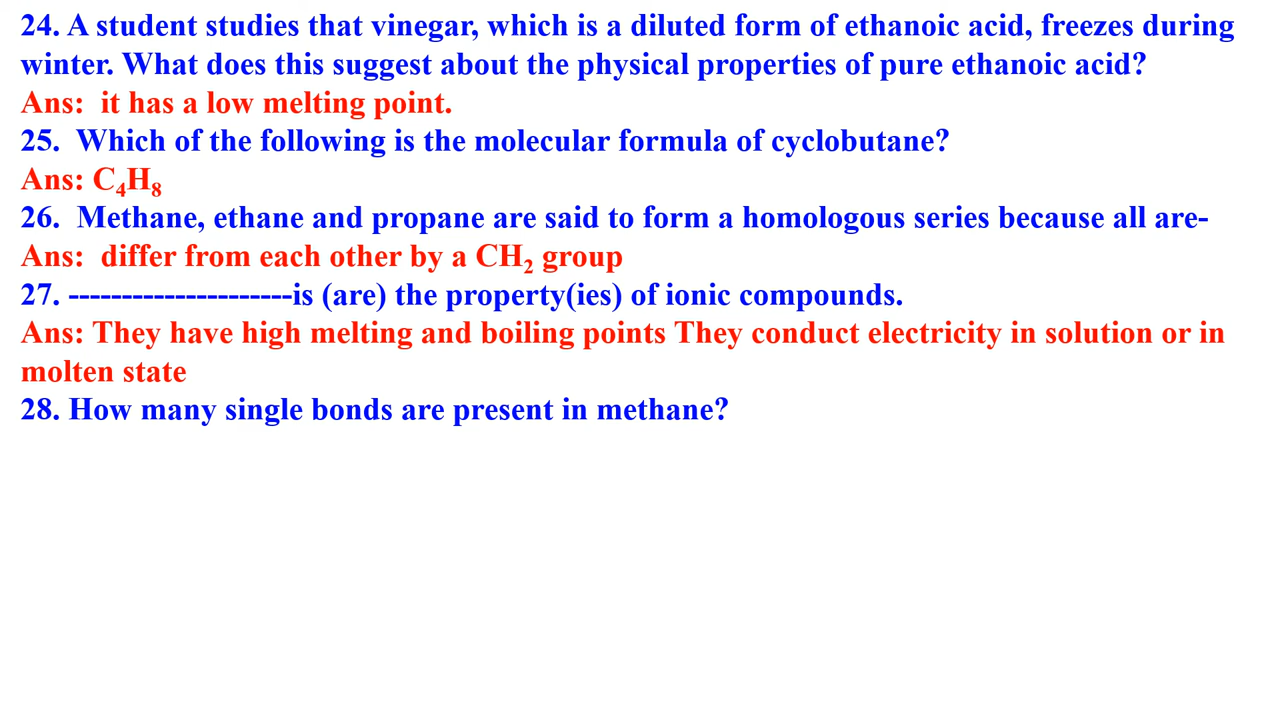 24. A student studies that vinegar, which is a diluted form of ethanoic acid, freezes during
winter. What does this suggest about the physical properties of pure ethanoic acid?
Ans:  it has a low melting point.
25.  Which of the following is the molecular formula of cyclobutane?
Ans: C₄H₈
26.  Methane, ethane and propane are said to form a homologous series because all are-
Ans:  differ from each other by a CH₂ group
27. ---------------------is (are) the property(ies) of ionic compounds.
Ans: They have high melting and boiling points They conduct electricity in solution or in
molten state
28. How many single bonds are present in methane?